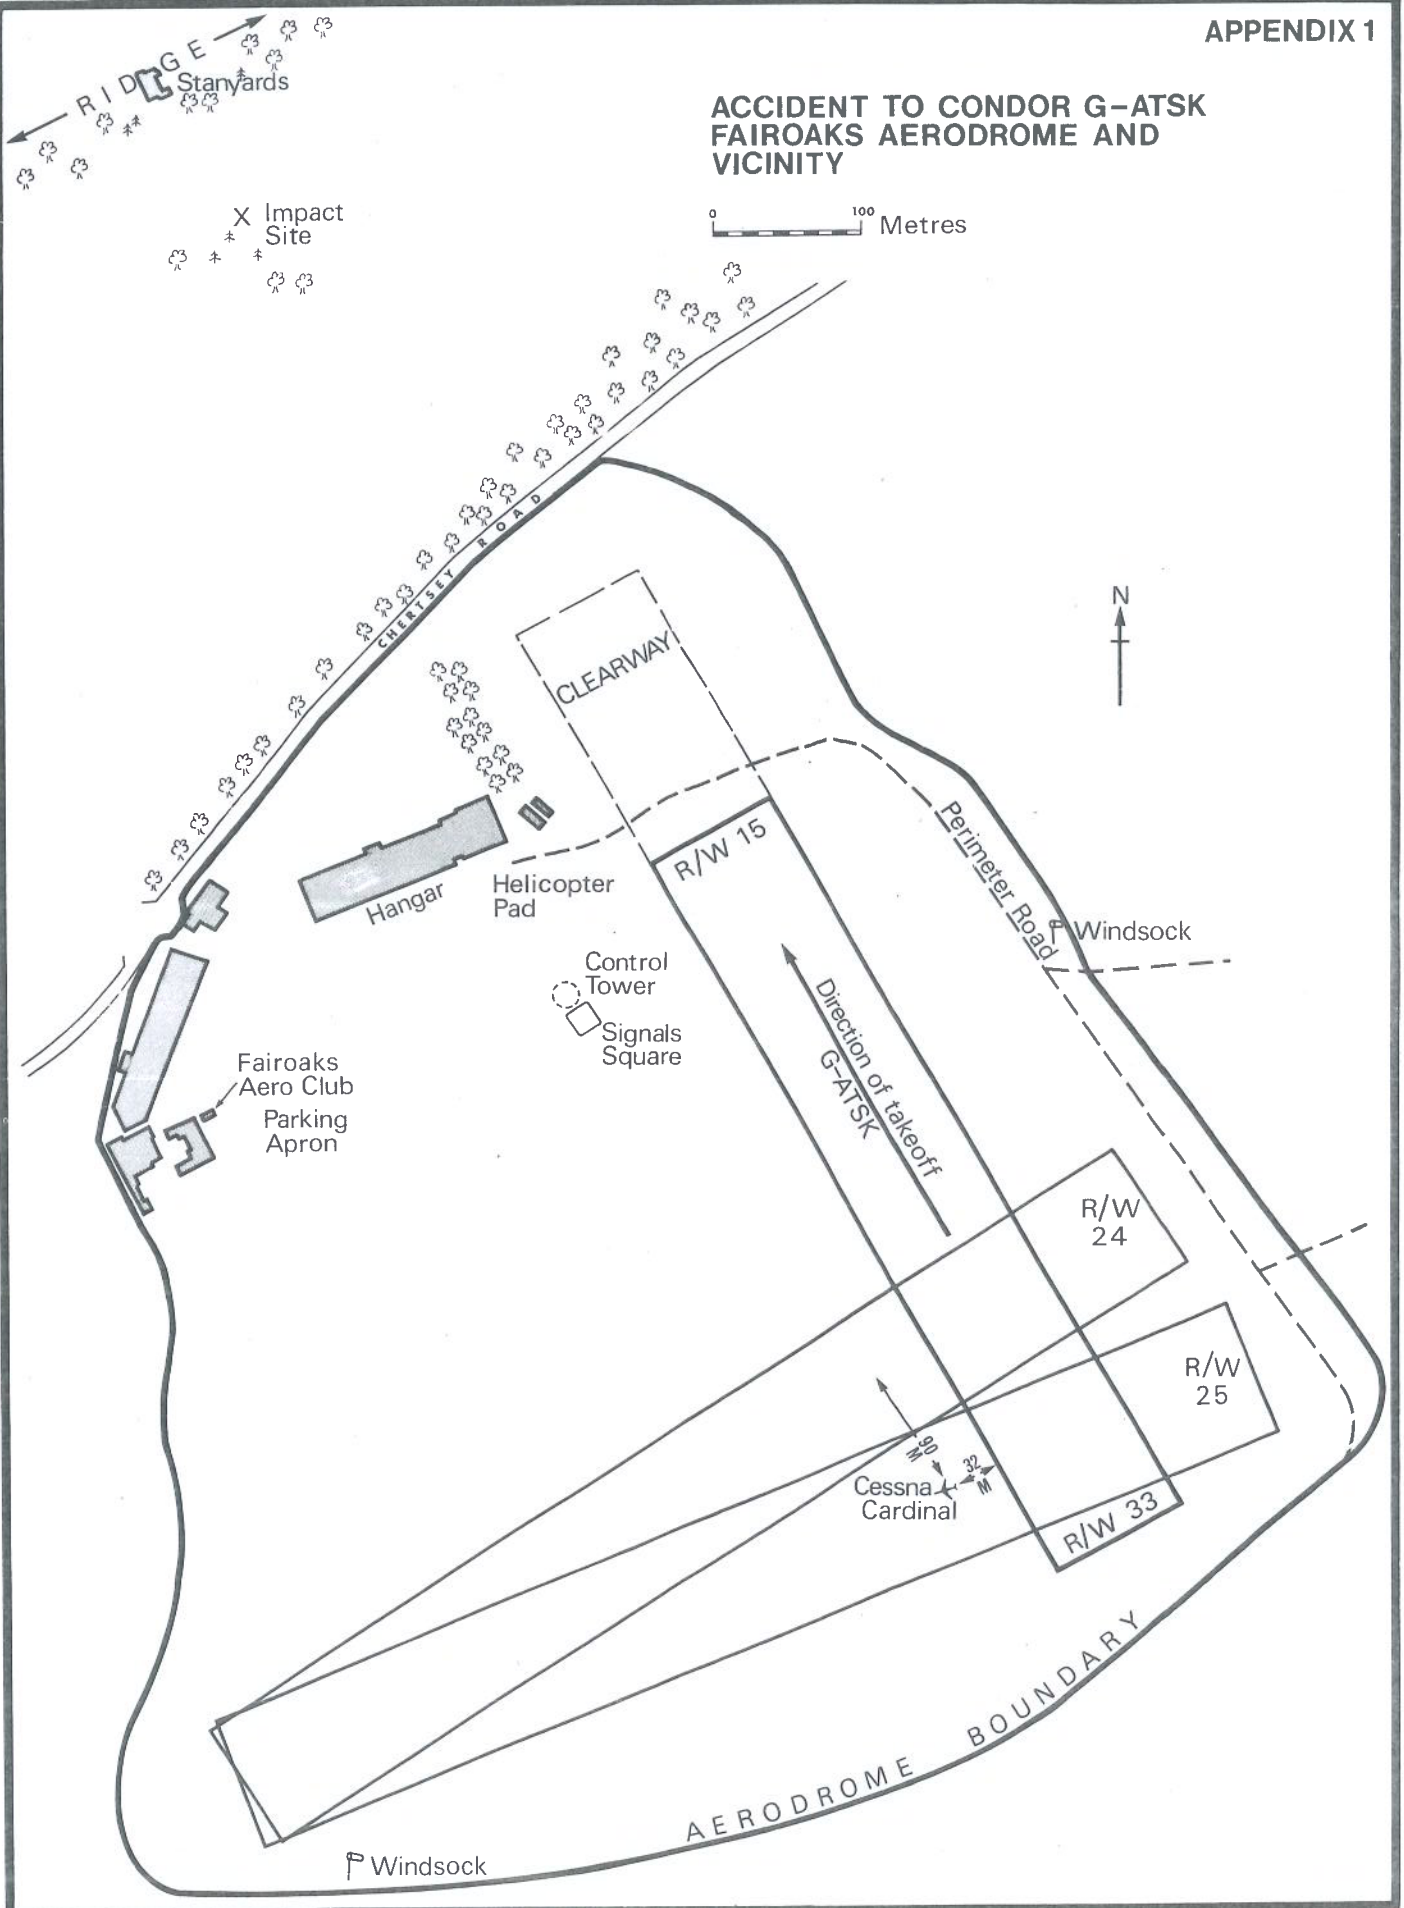 APPENDIX 1
RIDGE
Stanyards
ACCIDENT TO CONDOR G-ATSK
FAIROAKS AERODROME AND
VICINITY
0 100 Metres
X Impact
Site
CHERTSEY ROAD
N
CLEARWAY
R/W 15
Perimeter Road
Hangar
Helicopter
Pad
Windsock
Control
Tower
Signals
Square
Direction of takeoff
G-ATSK
Fairoaks
Aero Club
Parking
Apron
R/W
24
R/W
25
90
M
32
M
Cessna
Cardinal
R/W 33
AERODROME BOUNDARY
Windsock